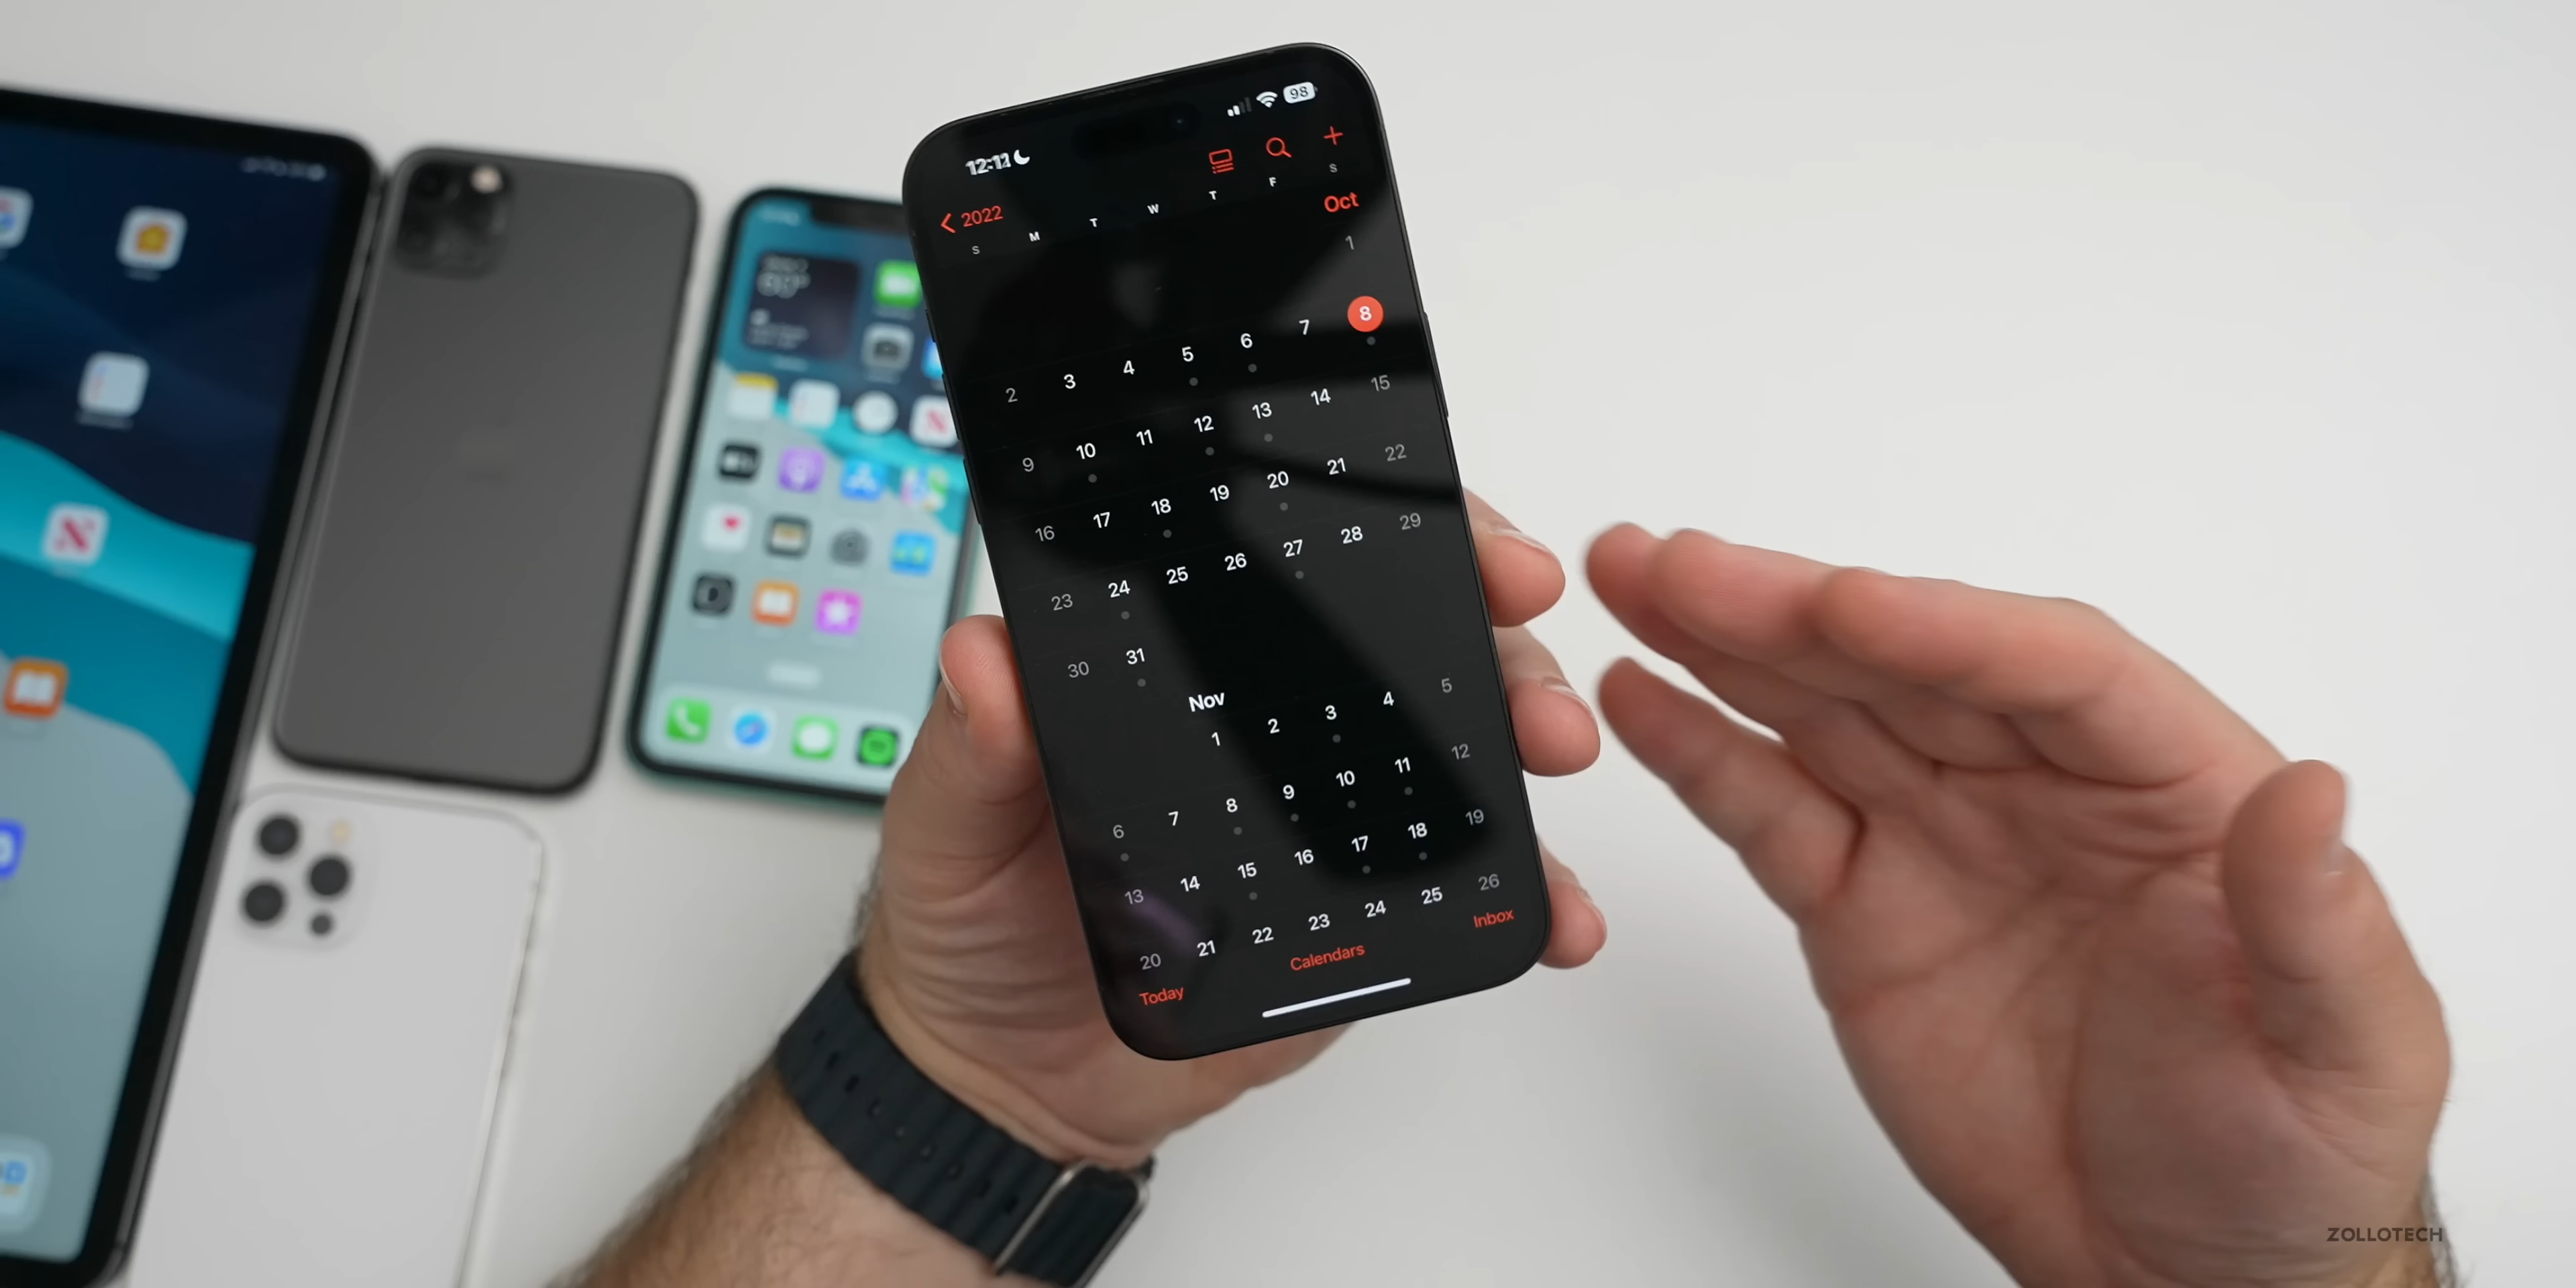 98
12:12
2022
S M T W T F S
Oct
1
2 3 4 5 6 7 8
9 10 11 12 13 14 15
16 17 18 19 20 21 22
23 24 25 26 27 28 29
30 31
Nov
1 2 3 4 5
6 7 8 9 10 11 12
13 14 15 16 17 18 19
20 21 22 23 24 25 26
Today Calendars Inbox
ZOLLOTECH